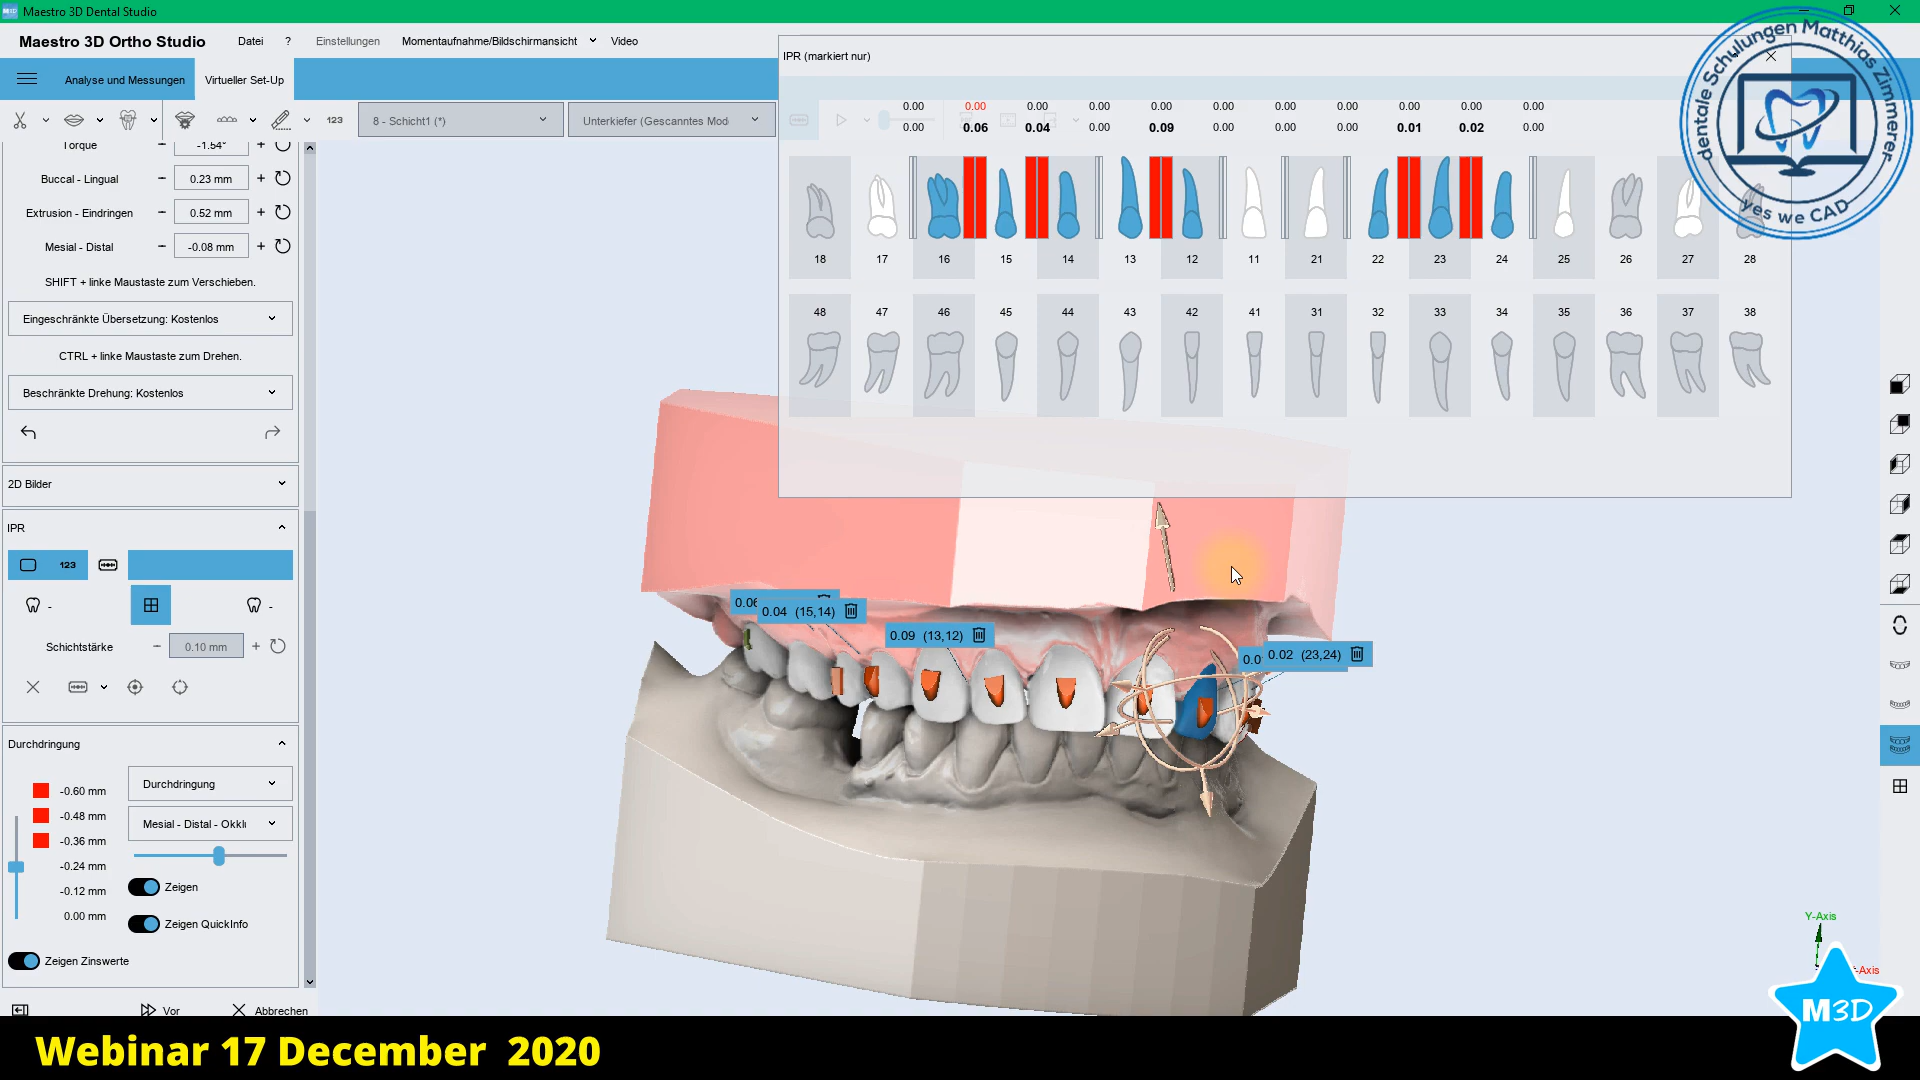 Maestro 3D Dental Studio
Maestro 3D Ortho Studio Datei ? Einstellungen Momentaufnahme/Bildschirmansicht Video
Analyse und Messungen Virtueller Set-Up
123 8 - Schicht1 (*) Unterkiefer (Gescanntes Mod
Torque -1.54°
Buccal - Lingual 0.23 mm
Extrusion - Eindringen 0.52 mm
Mesial - Distal -0.08 mm
SHIFT + linke Maustaste zum Verschieben.
Eingeschränkte Übersetzung: Kostenlos
CTRL + linke Maustaste zum Drehen.
Beschränkte Drehung: Kostenlos
2D Bilder
IPR
123
- -
Schichtstärke 0.10 mm
Durchdringung
-0.60 mm
-0.48 mm
-0.36 mm
-0.24 mm
-0.12 mm
0.00 mm
Durchdringung
Mesial - Distal - Okklu
Zeigen
Zeigen QuickInfo
Zeigen Zinswerte
Vor Abbrechen
IPR (markiert nur)
0.00 0.00 0.00 0.00 0.00 0.00 0.00 0.00 0.00 0.00 0.00
0.00 0.06 0.04 0.00 0.09 0.00 0.00 0.00 0.01 0.02 0.00
18 17 16 15 14 13 12 11 21 22 23 24 25 26 27 28
48 47 46 45 44 43 42 41 31 32 33 34 35 36 37 38
0.06
0.04 (15,14)
0.09 (13,12)
0.0
0.02 (23,24)
dentale Schulungen Matthias Zimmerer
yes we CAD
Y-Axis
-Axis
M3D
Webinar 17 December 2020